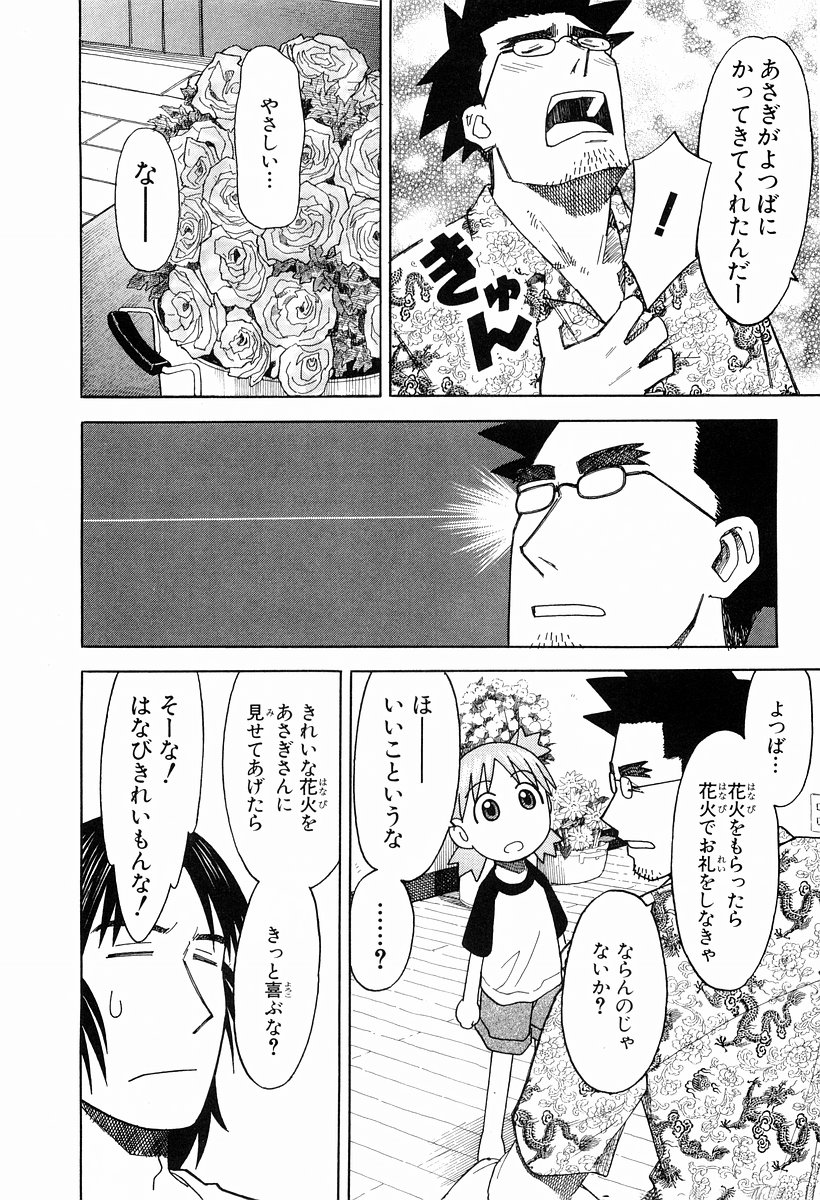 あさぎがよつばに
かってきてくれたんだー
！
きゅん
やさしい…
なー
よつば…
花火をもらったら
花火でお礼をしなきゃ
ならんのじゃ
ないか？
ほー
いいこというな
……？
きれいな花火を
あさぎさんに
見せてあげたら
きっと喜ぶな？
そーな！
はなびきれいもんな！